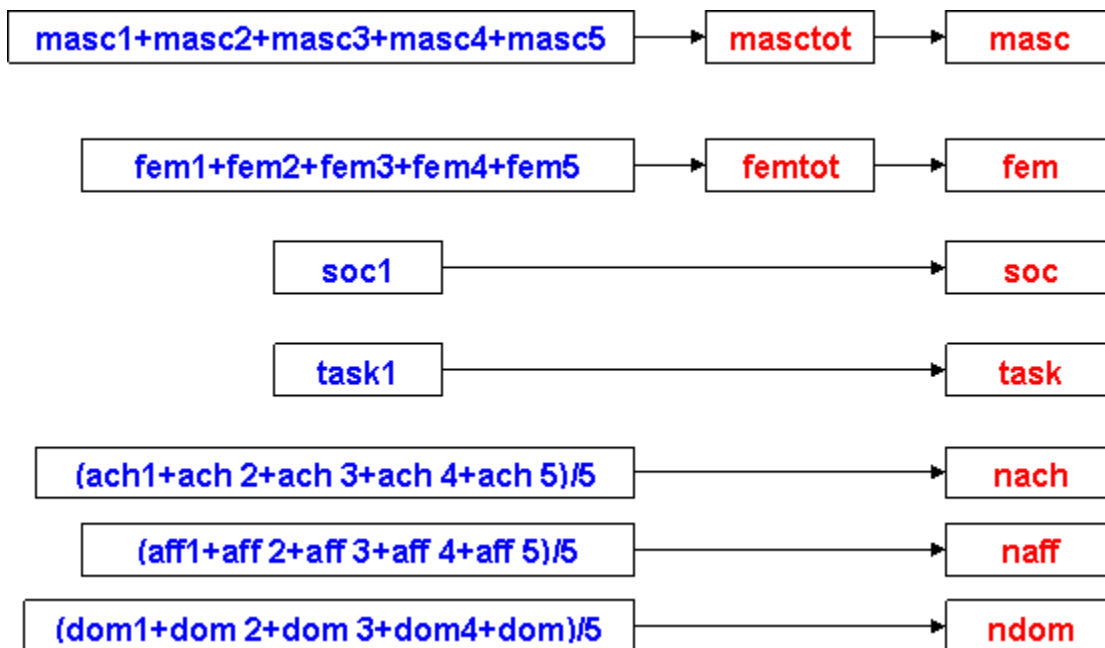 masc1+masc2+masc3+masc4+masc5 masctot masc
fem1+fem2+fem3+fem4+fem5 femtot fem
soc1 soc
task1 task
(ach1+ach 2+ach 3+ach 4+ach 5)/5 nach
(aff1+aff 2+aff 3+aff 4+aff 5)/5 naff
(dom1+dom 2+dom 3+dom4+dom)/5 ndom